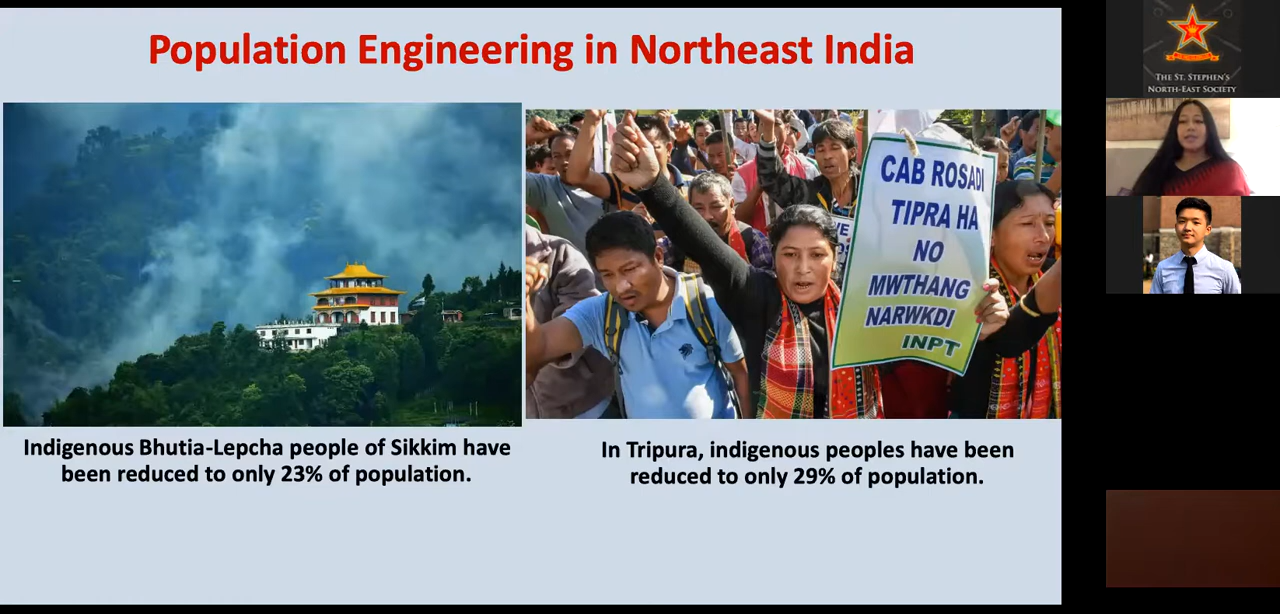 Population Engineering in Northeast India
THE ST. STEPHEN'S
NORTH-EAST SOCIETY
CAB ROSADI
TIPRA HA
NO
MWTHANG
NARWKDI
INPT
Indigenous Bhutia-Lepcha people of Sikkim have
been reduced to only 23% of population.
In Tripura, indigenous peoples have been
reduced to only 29% of population.